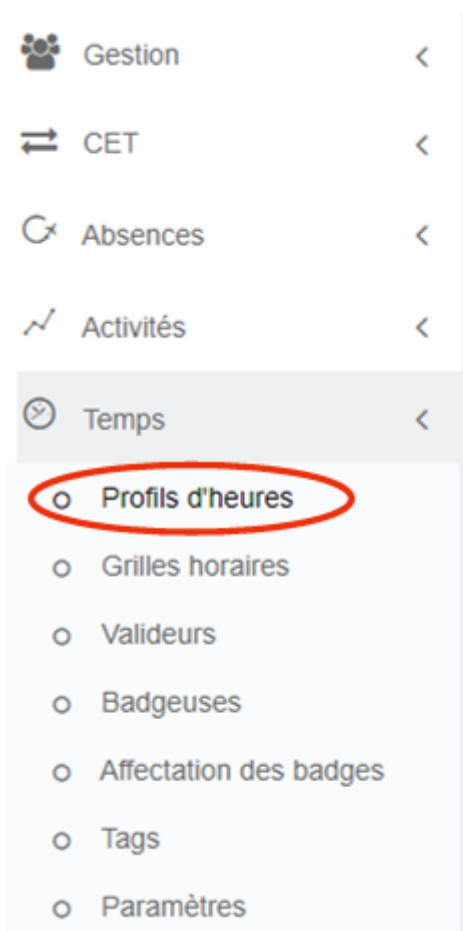 Gestion
CET
Absences
Activités
Temps
Profils d'heures
Grilles horaires
Valideurs
Badgeuses
Affectation des badges
Tags
Paramètres